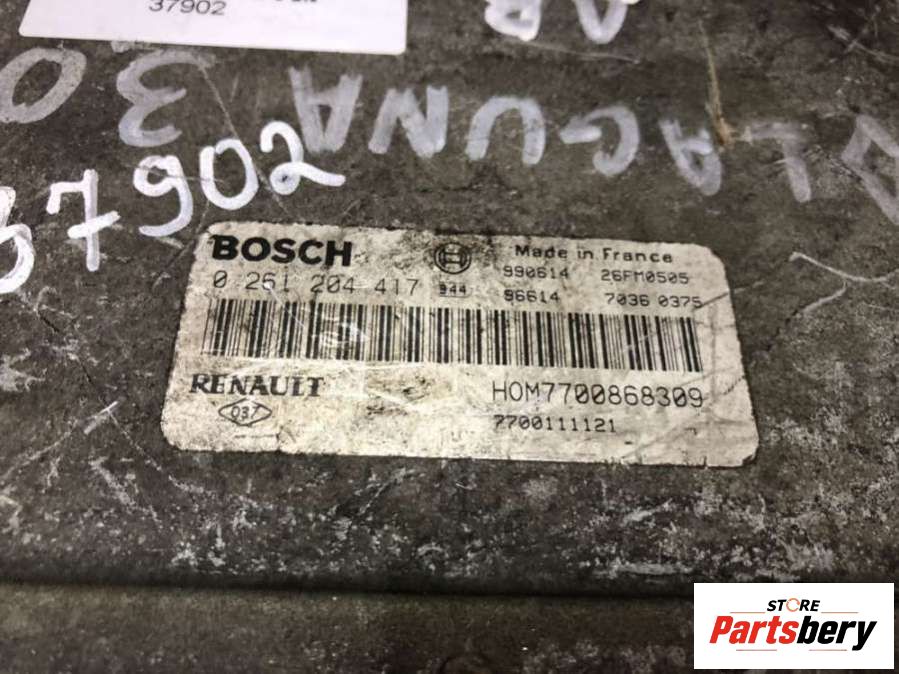 37902
LAGUNA
3
37902
BOSCH
Made in France
0 261 204 417
944
990614 26FM0505
96614 7036 0375
RENAULT
037
HOM7700868309
7700111121
STORE
Partsbery